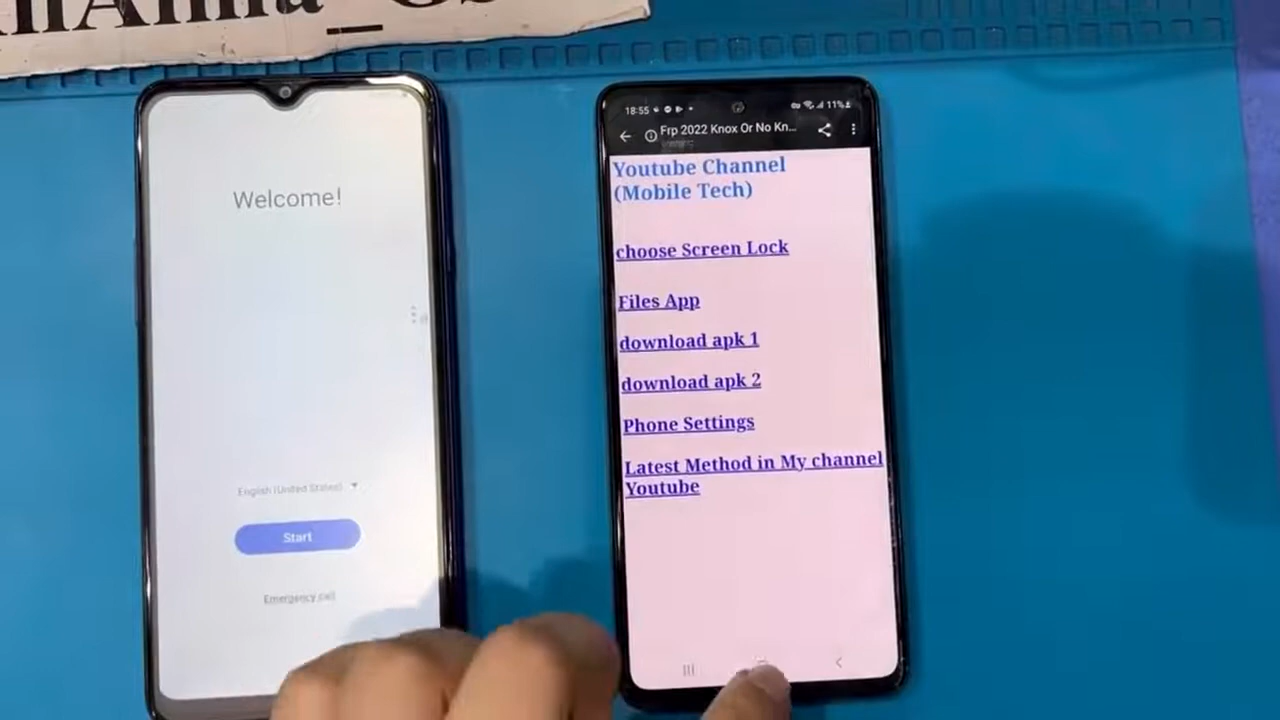 Welcome!
English (United States)
Start
Emergency call
18:55
11%
Frp 2022 Knox Or No Kn...
Youtube Channel
(Mobile Tech)
choose Screen Lock
Files App
download apk 1
download apk 2
Phone Settings
Latest Method in My channel
Youtube